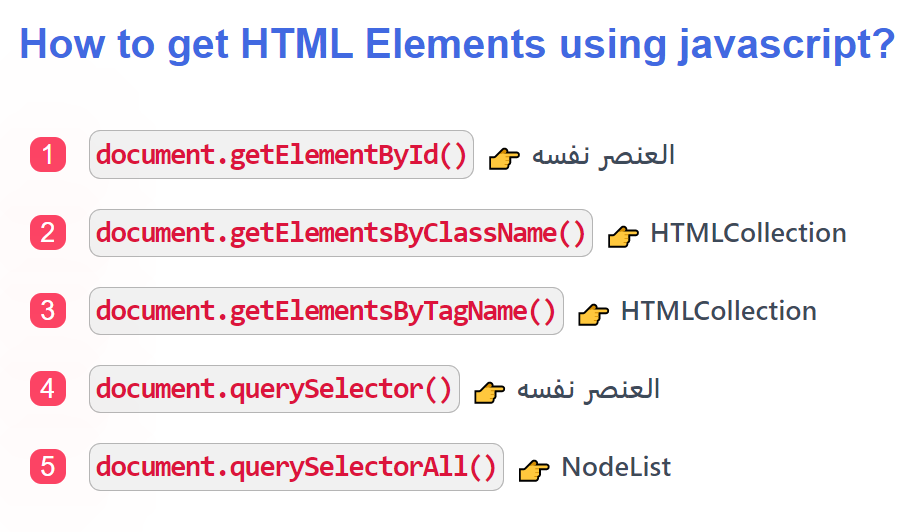 How to get HTML Elements using javascript?
1 document.getElementById() 👉 العنصر نفسه
2 document.getElementsByClassName() 👉 HTMLCollection
3 document.getElementsByTagName() 👉 HTMLCollection
4 document.querySelector() 👉 العنصر نفسه
5 document.querySelectorAll() 👉 NodeList